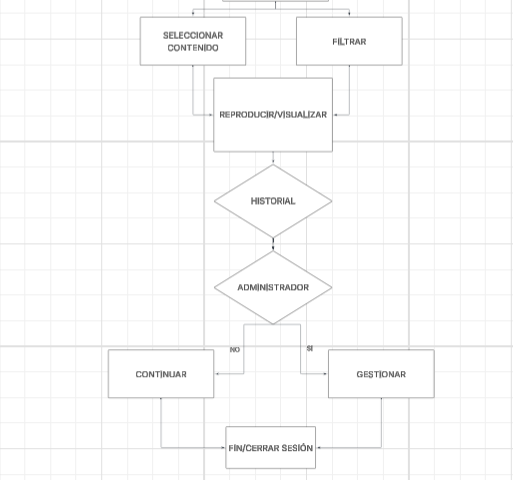 SELECCIONAR
CONTENIDO
FILTRAR
REPRODUCIR/VISUALIZAR
HISTORIAL
ADMINISTRADOR
NO
SI
CONTINUAR
GESTIONAR
FIN/CERRAR SESIÓN